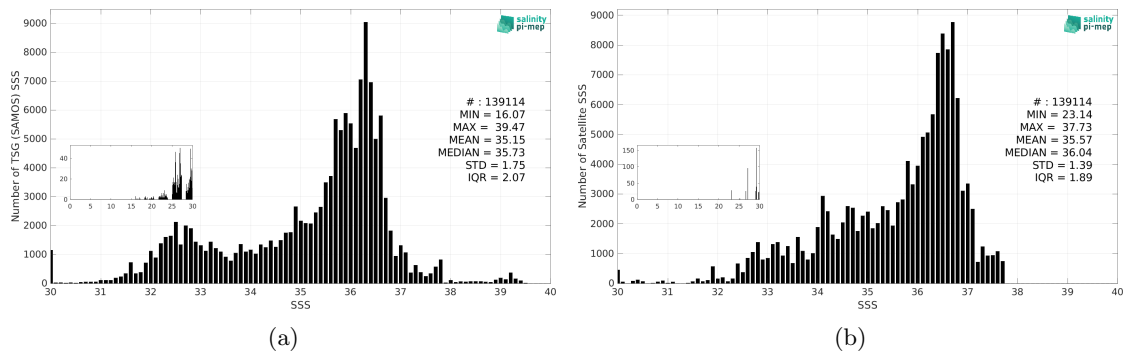 9000
8000
7000
6000
5000
4000
3000
2000
1000
0
Number of TSG (SAMOS) SSS
30 31 32 33 34 35 36 37 38 39 40
SSS
40
20
0
0 5 10 15 20 25 30
salinity
pi-mep
# : 139114
MIN = 16.07
MAX = 39.47
MEAN = 35.15
MEDIAN = 35.73
STD = 1.75
IQR = 2.07
(a)
9000
8000
7000
6000
5000
4000
3000
2000
1000
0
Number of Satellite SSS
30 31 32 33 34 35 36 37 38 39 40
SSS
150
100
50
0
0 5 10 15 20 25 30
salinity
pi-mep
# : 139114
MIN = 23.14
MAX = 37.73
MEAN = 35.57
MEDIAN = 36.04
STD = 1.39
IQR = 1.89
(b)